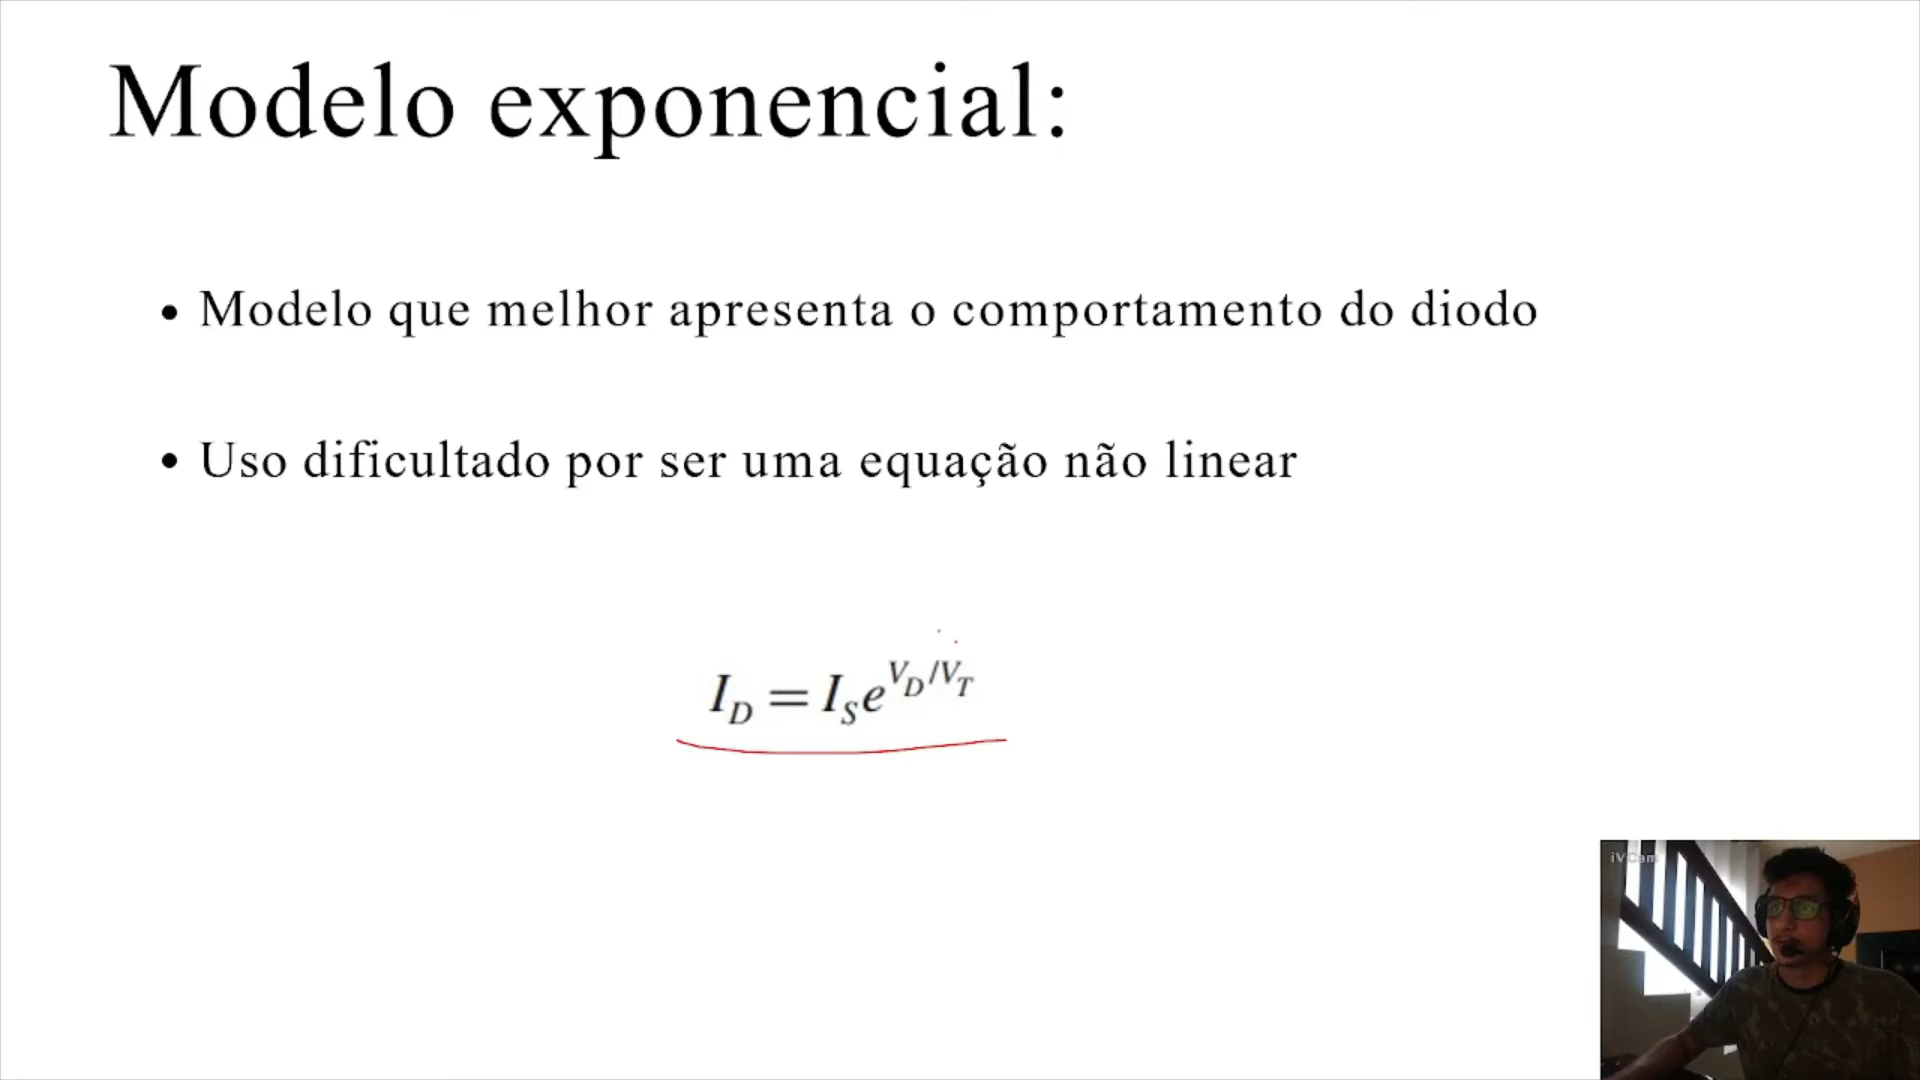 Modelo exponencial:
• Modelo que melhor apresenta o comportamento do diodo
• Uso dificultado por ser uma equação não linear
I_D = I_S e^{V_D/V_T}
iVCam